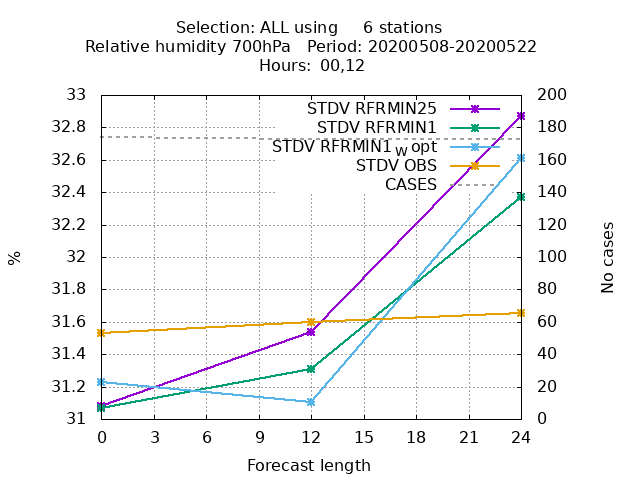 Selection: ALL using 6 stations
Relative humidity 700hPa Period: 20200508-20200522
Hours: 00,12
STDV RFRMIN25
STDV RFRMIN1
STDV RFRMIN1 w opt
STDV OBS
CASES
33
32.8
32.6
32.4
32.2
32
31.8
31.6
31.4
31.2
31
%
200
180
160
140
120
100
80
60
40
20
0
No cases
0 3 6 9 12 15 18 21 24
Forecast length